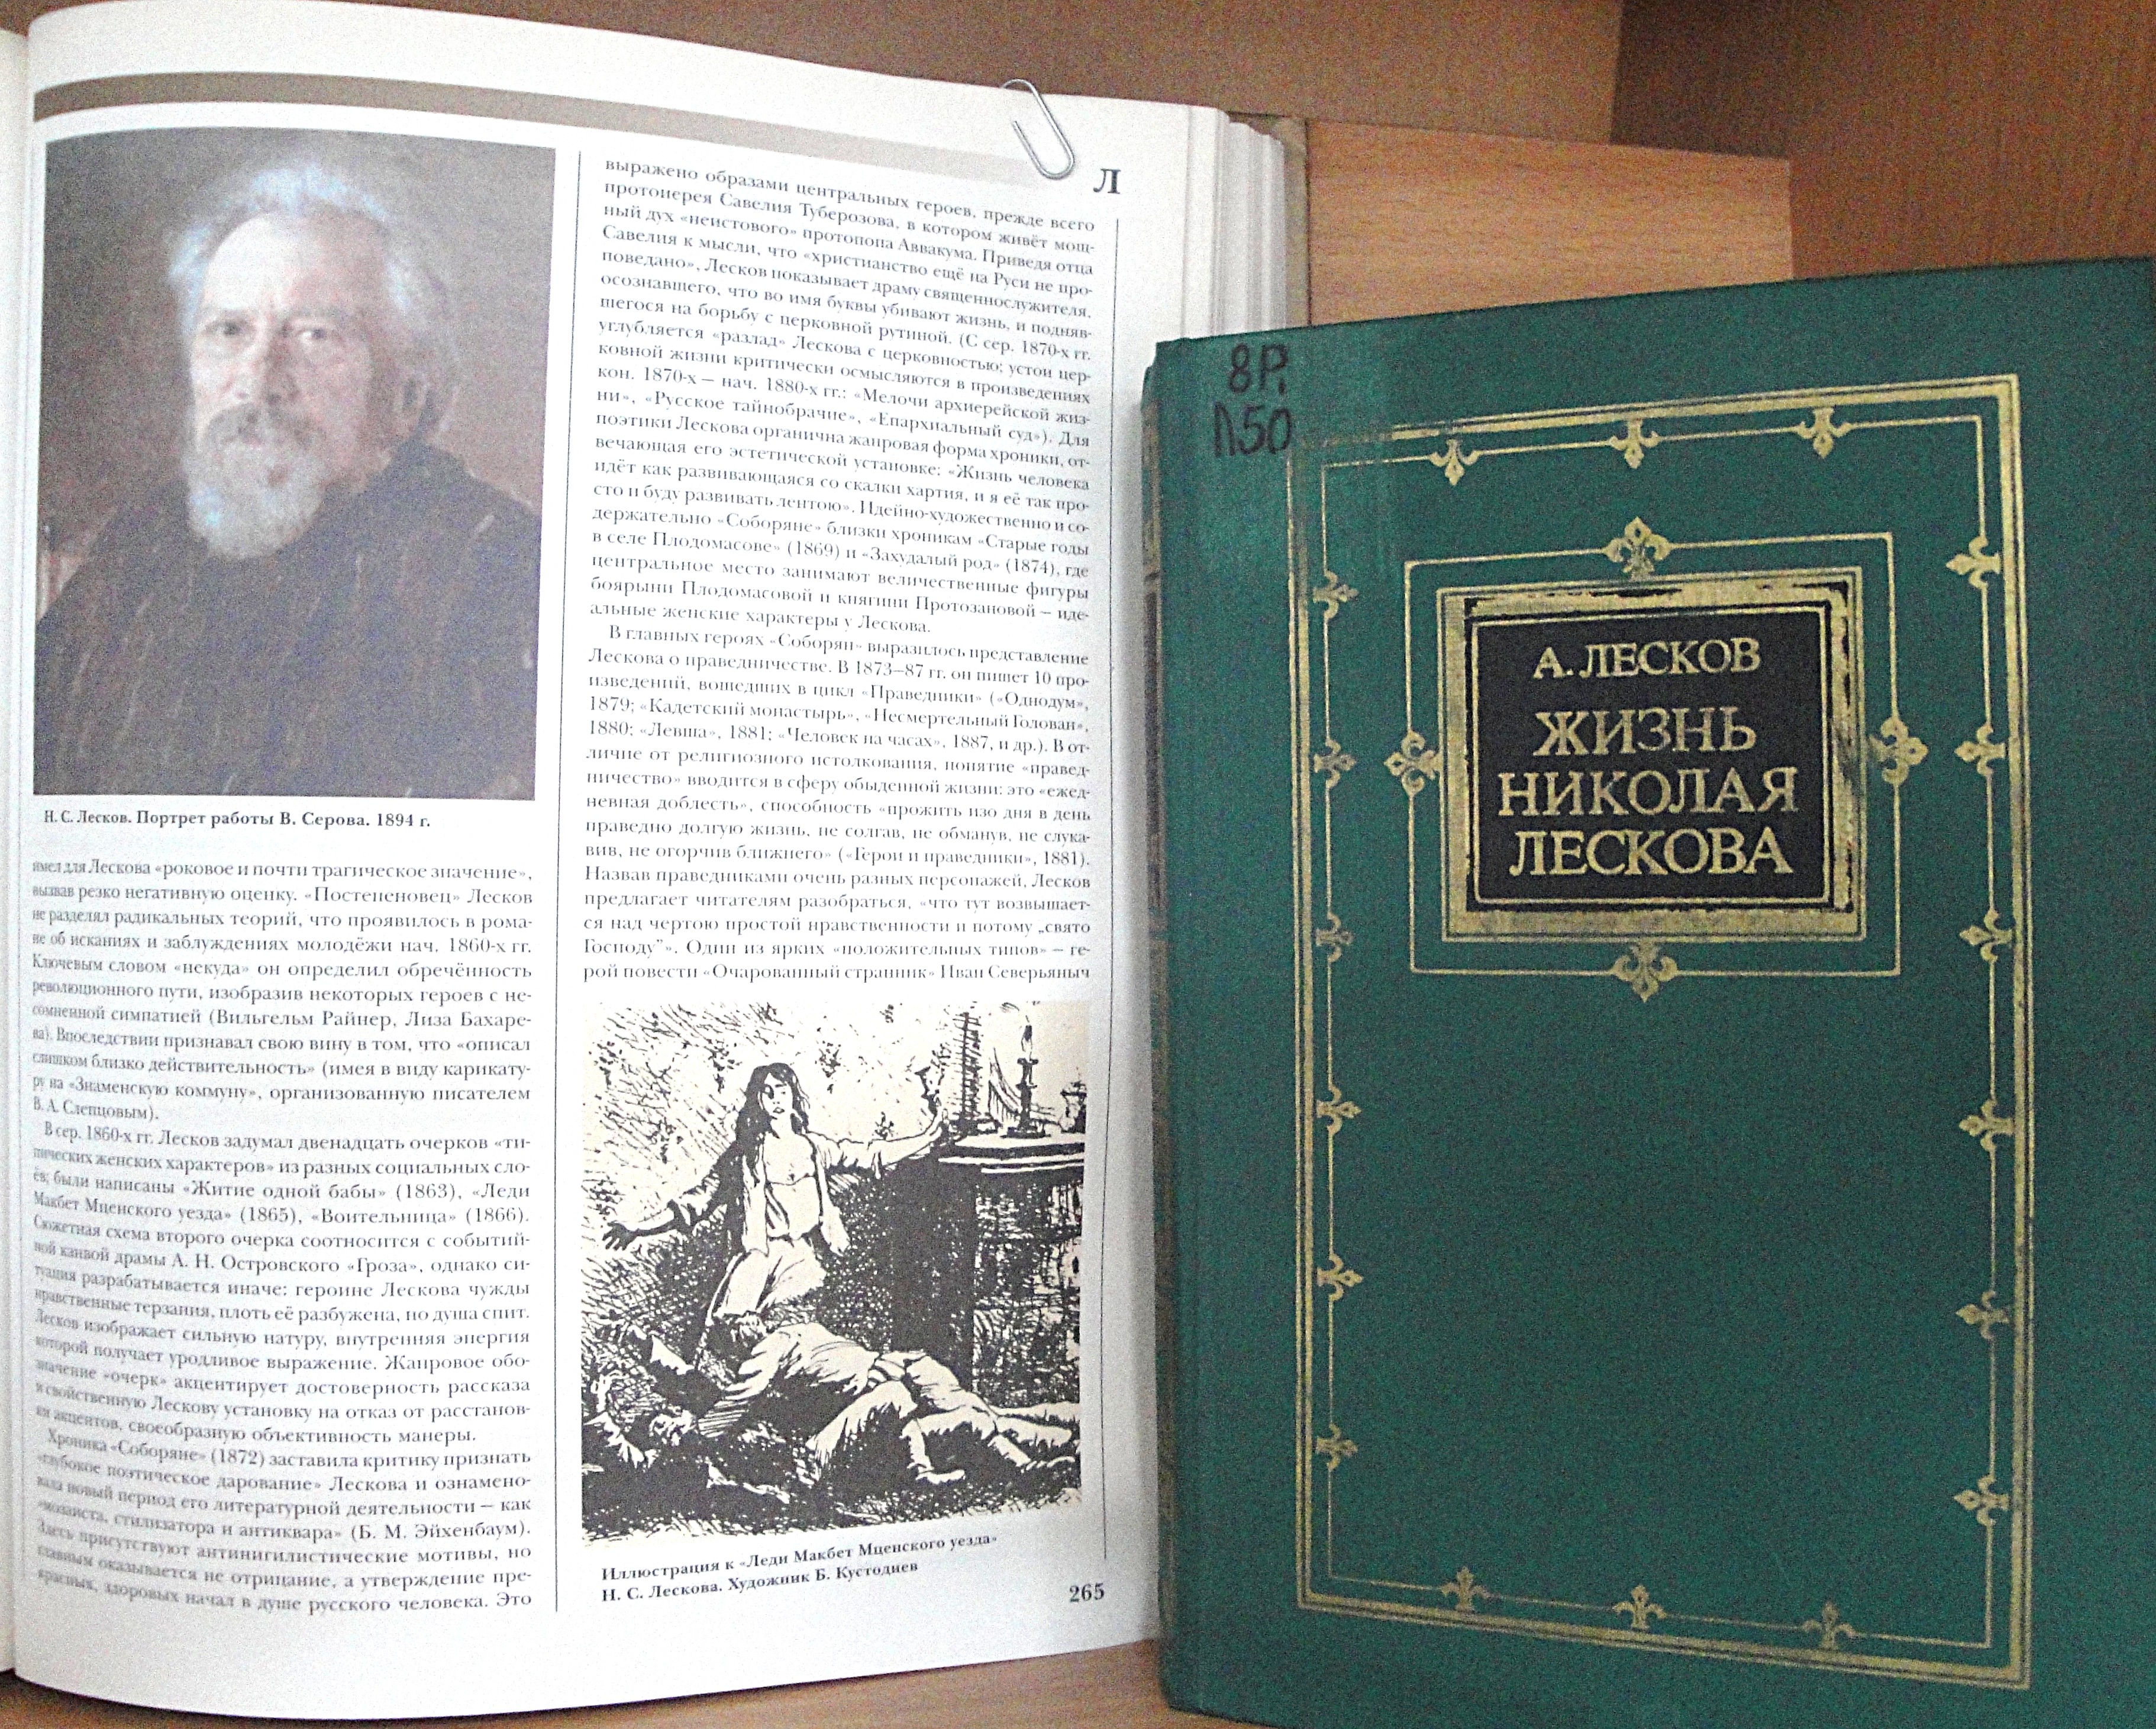 Н. С. Лесков. Портрет работы В. Серова. 1894 г.
имел для Лескова «роковое и почти трагическое значение»,
вызвав резко негативную оценку. «Постепеновец» Лесков
не разделял радикальных теорий, что проявилось в рома-
не об исканиях и заблуждениях молодёжи нач. 1860-х гг.
Ключевым словом «некуда» он определил обречённость
революционного пути, изобразив некоторых героев с не-
сомненной симпатией (Вильгельм Райнер, Лиза Бахаре-
ва). Впоследствии признавал свою вину в том, что «описал
слишком близко действительность» (имея в виду карикату-
ру на «Знаменскую коммуну», организованную писателем
В. А. Слепцовым).
В сер. 1860-х гг. Лесков задумал двенадцать очерков «ти-
пических женских характеров» из разных социальных сло-
ёв; были написаны «Житие одной бабы» (1863), «Леди
Макбет Мценского уезда» (1865), «Воительница» (1866).
Сюжетная схема второго очерка соотносится с событий-
ной канвой драмы А. Н. Островского «Гроза», однако си-
туация разрабатывается иначе: героине Лескова чужды
нравственные терзания, плоть её разбужена, но душа спит.
Лесков изображает сильную натуру, внутренняя энергия
которой получает уродливое выражение. Жанровое обо-
значение «очерк» акцентирует достоверность рассказа
и свойственную Лескову установку на отказ от расстанов-
ки акцентов, своеобразную объективность манеры.
Хроника «Соборяне» (1872) заставила критику признать
«глубокое поэтическое дарование» Лескова и ознамено-
вала новый период его литературной деятельности — как
«мозаиста, стилизатора и антиквара» (Б. М. Эйхенбаум).
Здесь присутствуют антинигилистические мотивы, но
главным оказывается не отрицание, а утверждение пре-
красных, здоровых начал в душе русского человека. Это
Л
выражено образами центральных героев, прежде всего
протоиерея Савелия Туберозова, в котором живёт мощ-
ный дух «неистового» протопопа Аввакума. Приведя отца
Савелия к мысли, что «христианство ещё на Руси не про-
поведано», Лесков показывает драму священнослужителя,
осознавшего, что во имя буквы убивают жизнь, и подняв-
шегося на борьбу с церковной рутиной. (С сер. 1870-х гг.
углубляется «разлад» Лескова с церковностью; устои цер-
ковной жизни критически осмысляются в произведениях
кон. 1870-х — нач. 1880-х гг.: «Мелочи архиерейской жиз-
ни», «Русское тайнобрачие», «Епархиальный суд»). Для
поэтики Лескова органична жанровая форма хроники, от-
вечающая его эстетической установке: «Жизнь человека
идёт как развивающаяся со скалки хартия, и я её так про-
сто и буду развивать лентою». Идейно-художественно и со-
держательно «Соборяне» близки хроникам «Старые годы
в селе Плодомасове» (1869) и «Захудалый род» (1874), где
центральное место занимают величественные фигуры
боярыни Плодомасовой и княгини Протозановой — иде-
альные женские характеры у Лескова.
В главных героях «Соборян» выразилось представление
Лескова о праведничестве. В 1873–87 гг. он пишет 10 про-
изведений, вошедших в цикл «Праведники» («Однодум»,
1879; «Кадетский монастырь», «Несмертельный Голован»,
1880; «Левша», 1881; «Человек на часах», 1887, и др.). В от-
личие от религиозного истолкования, понятие «правед-
ничество» вводится в сферу обыденной жизни: это «ежед-
невная доблесть», способность «прожить изо дня в день
праведно долгую жизнь, не солгав, не обманув, не слука-
вив, не огорчив ближнего» («Герои и праведники», 1881).
Назвав праведниками очень разных персонажей, Лесков
предлагает читателям разобраться, «что тут возвышает-
ся над чертою простой нравственности и потому „свято
Господу”». Один из ярких «положительных типов» — ге-
рой повести «Очарованный странник» Иван Северьяныч
Иллюстрация к «Леди Макбет Мценского уезда»
Н. С. Лескова. Художник Б. Кустодиев
265
8Р.
Л50
А. ЛЕСКОВ
ЖИЗНЬ
НИКОЛАЯ
ЛЕСКОВА